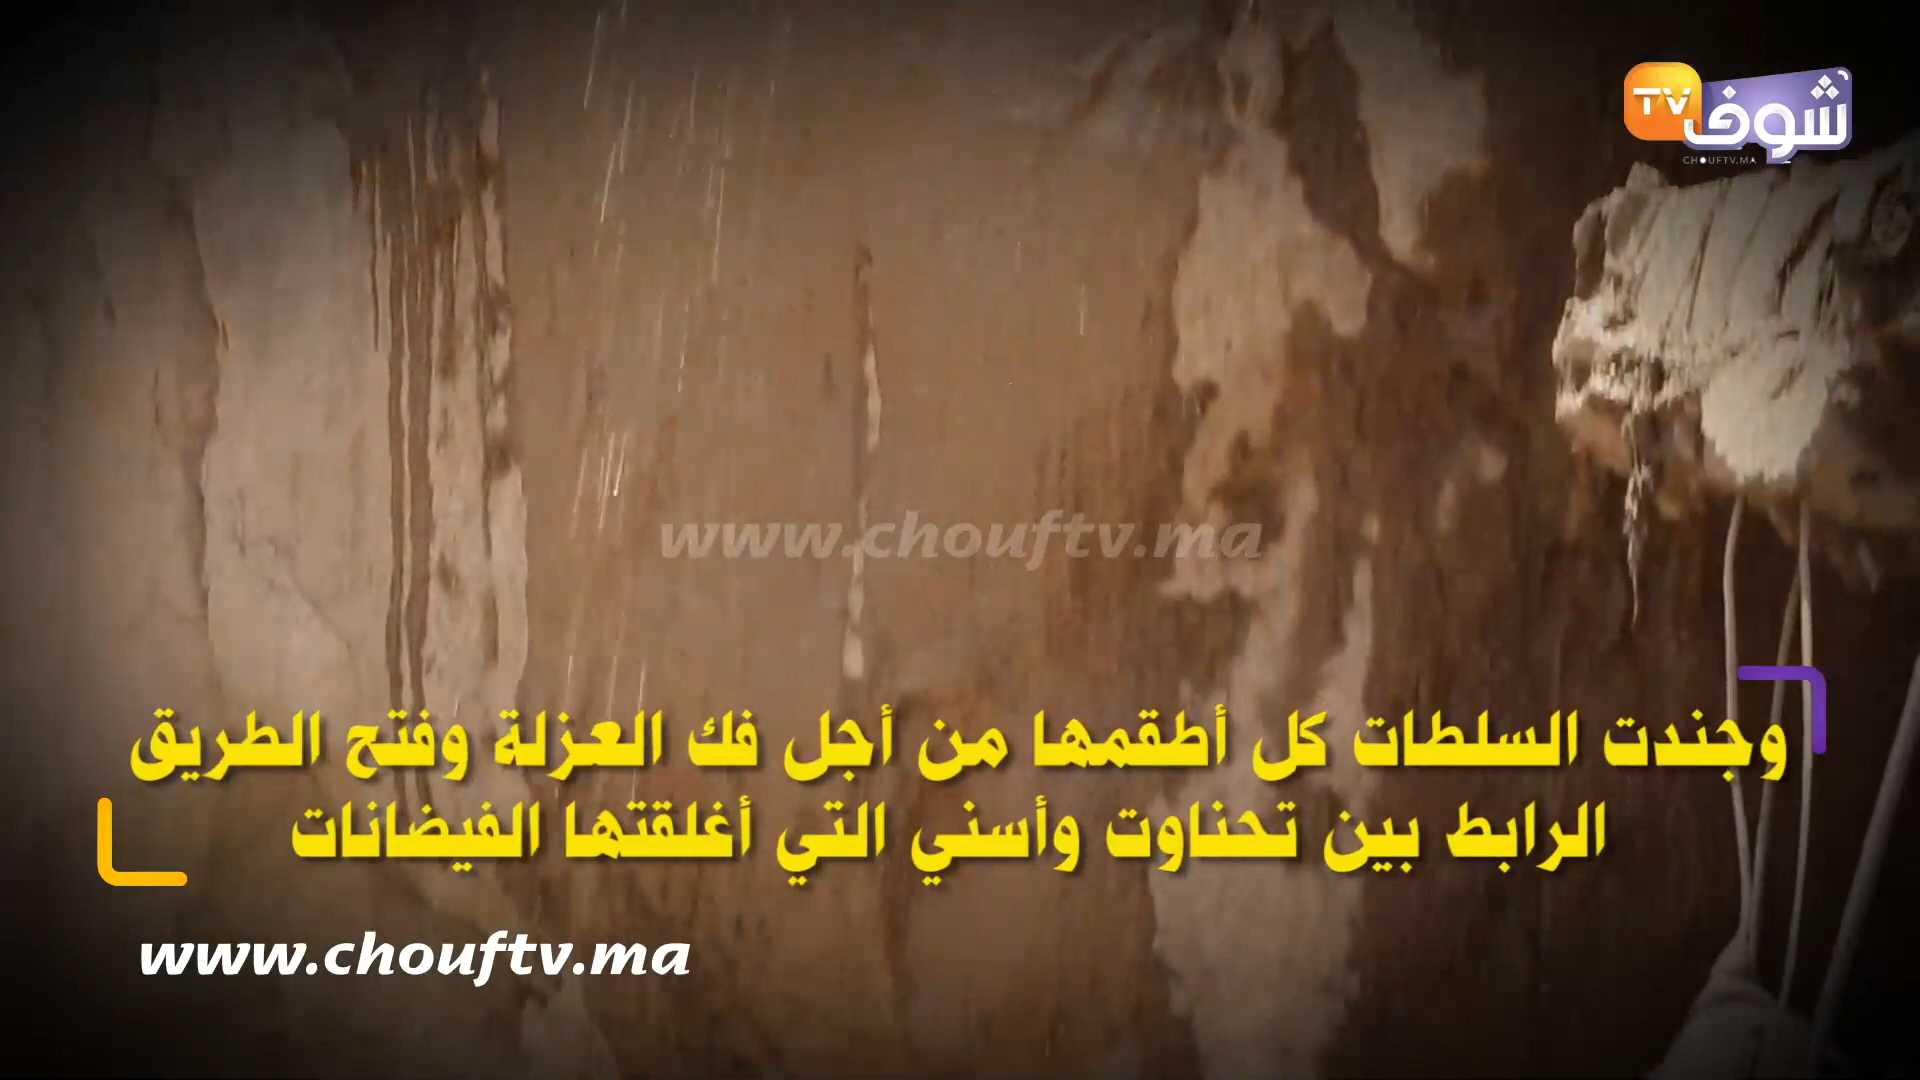 TV شوف
CHOUFTV.MA
www.chouftv.ma
وجندت السلطات كل أطقمها من أجل فك العزلة وفتح الطريق
الرابط بين تحناوت وأسني التي أغلقتها الفيضانات
www.chouftv.ma